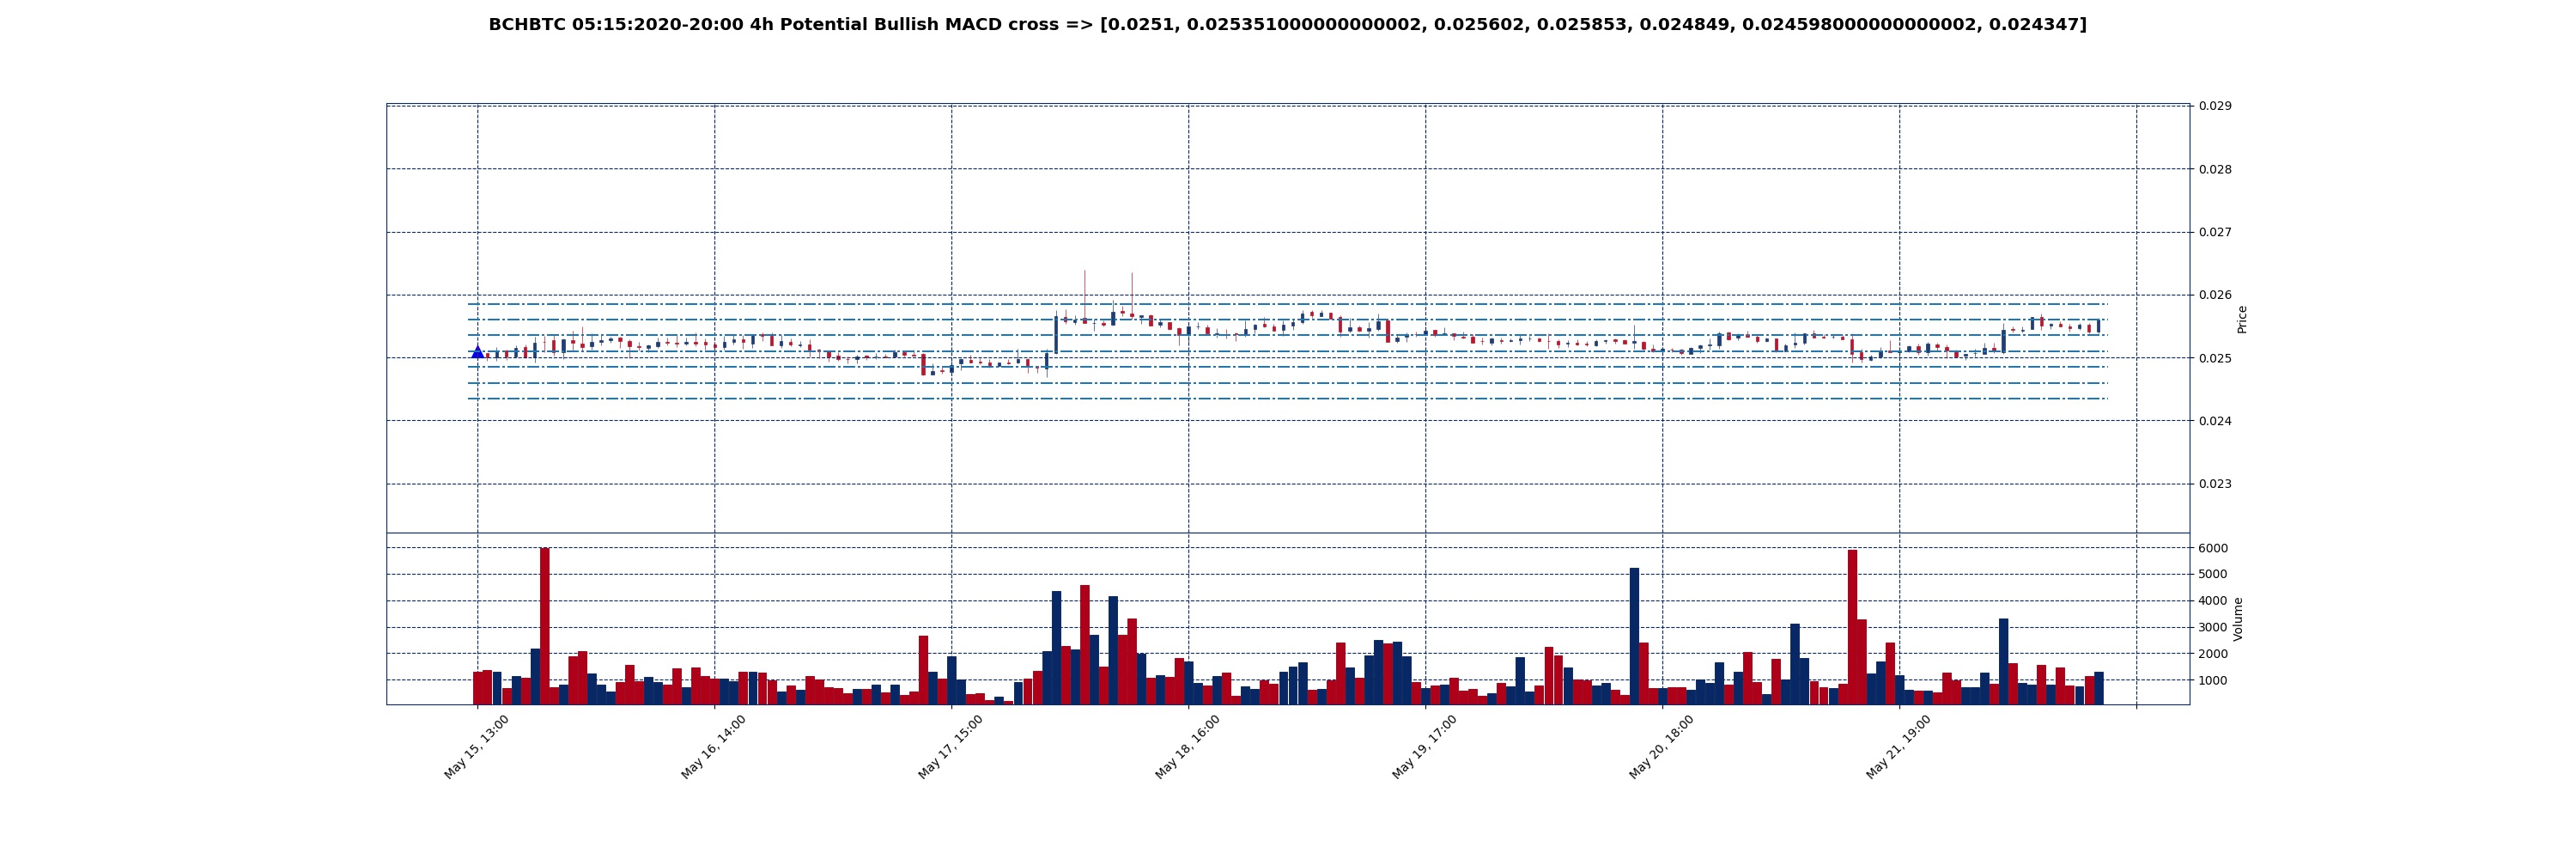 BCHBTC 05:15:2020-20:00 4h Potential Bullish MACD cross => [0.0251, 0.025351000000000002, 0.025602, 0.025853, 0.024849, 0.024598000000000002, 0.024347]
0.029
0.028
0.027
0.026
0.025
0.024
0.023
Price
6000
5000
4000
3000
2000
1000
Volume
May 15, 13:00
May 16, 14:00
May 17, 15:00
May 18, 16:00
May 19, 17:00
May 20, 18:00
May 21, 19:00